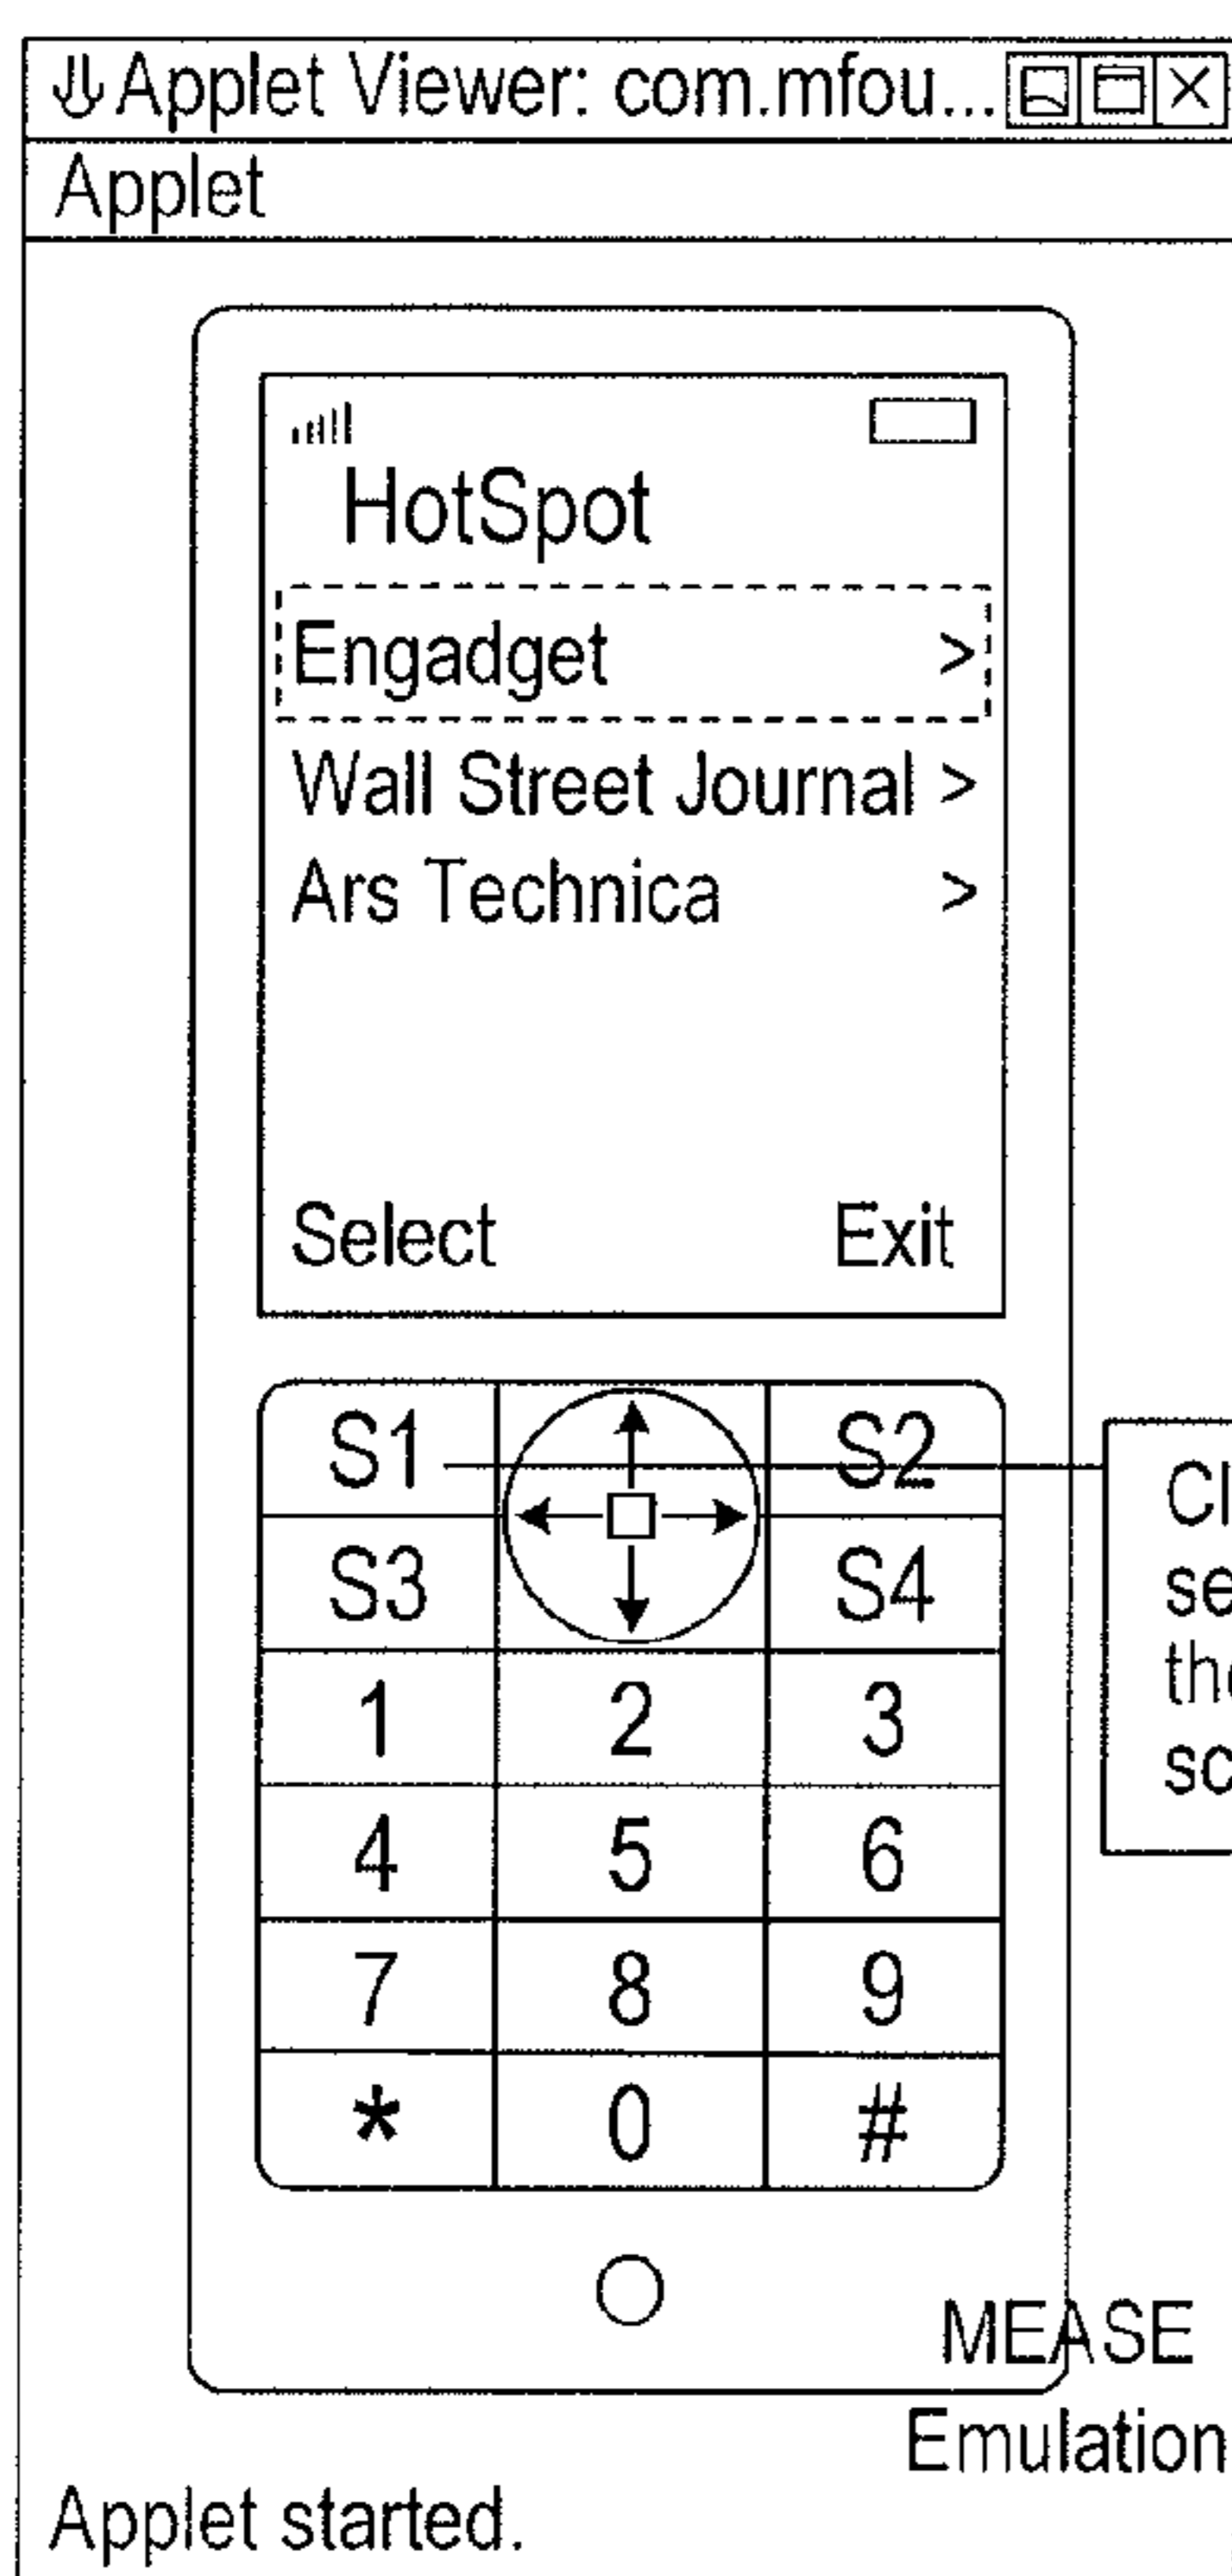 Applet Viewer: com.mfou...
Applet
HotSpot
Engadget >
Wall Street Journal >
Ars Technica >
Select Exit
S1 S2
S3 S4
1 2 3
4 5 6
7 8 9
* 0 #
MEASE
Emulation
Applet started.